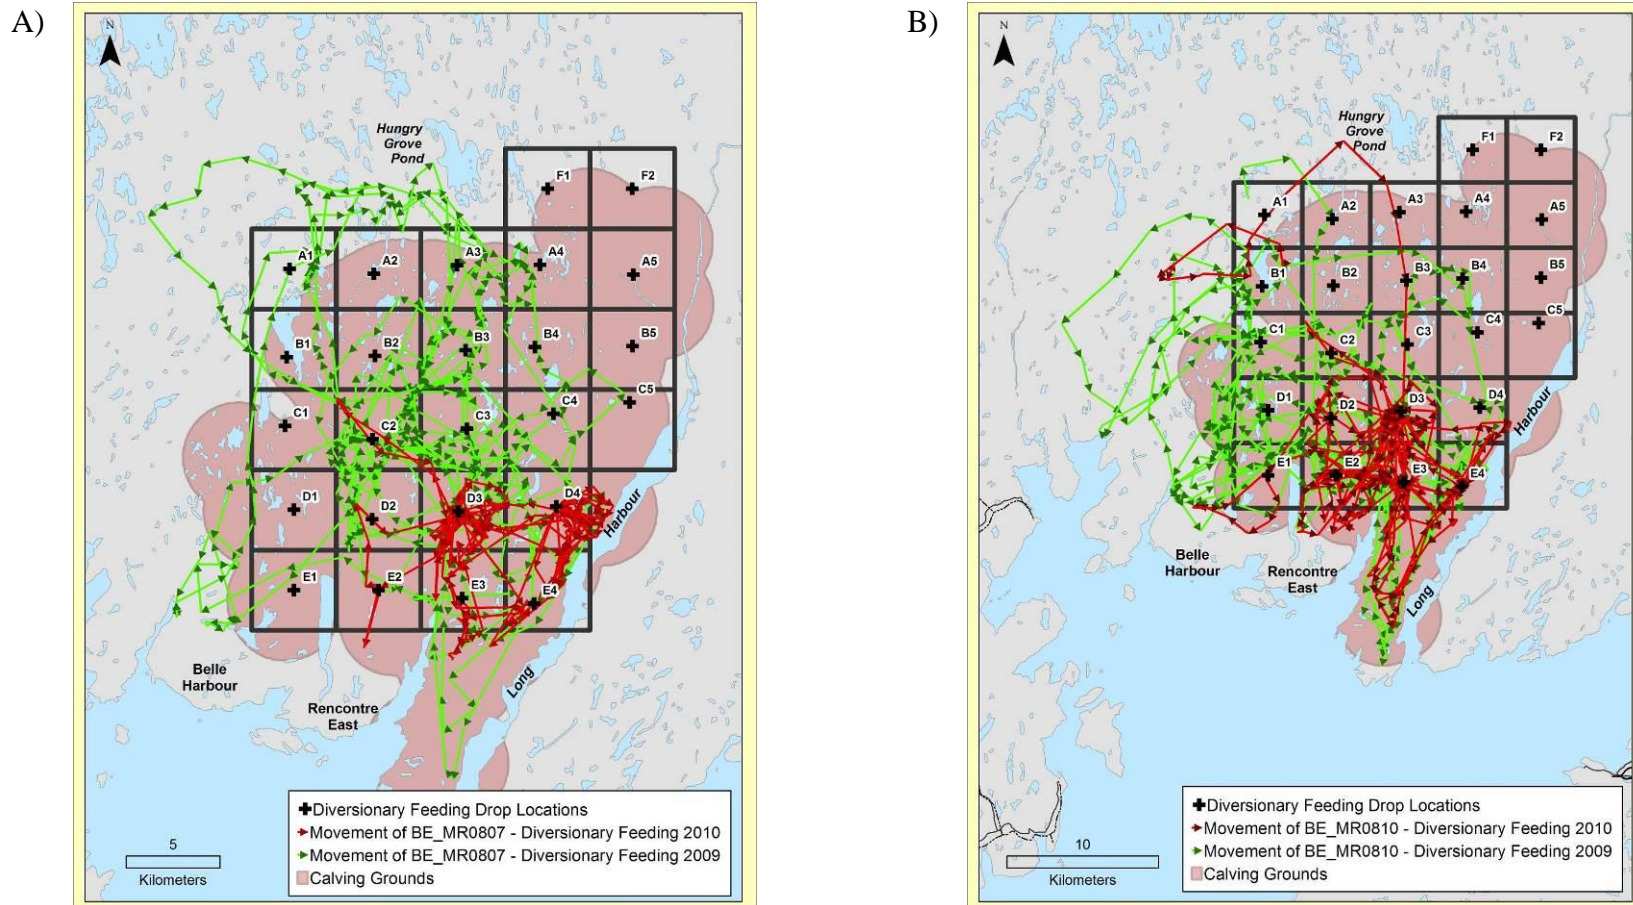 A)
N
Hungry
Grove
Pond
F1
F2
A1
A2
A3
A4
A5
B1
B2
B3
B4
B5
C1
C2
C3
C4
C5
D1
D2
D3
D4
E1
E2
E3
E4
Harbour
Long
Belle
Harbour
Rencontre
East
5
Kilometers
Diversionary Feeding Drop Locations
Movement of BE_MR0807 - Diversionary Feeding 2010
Movement of BE_MR0807 - Diversionary Feeding 2009
Calving Grounds
B)
N
Hungry
Grove
Pond
F1
F2
A1
A2
A3
A4
A5
B1
B2
B3
B4
B5
C1
C2
C3
C4
C5
D1
D2
D3
D4
E1
E2
E3
E4
Harbour
Long
Belle
Harbour
Rencontre
East
10
Kilometers
Diversionary Feeding Drop Locations
Movement of BE_MR0810 - Diversionary Feeding 2010
Movement of BE_MR0810 - Diversionary Feeding 2009
Calving Grounds